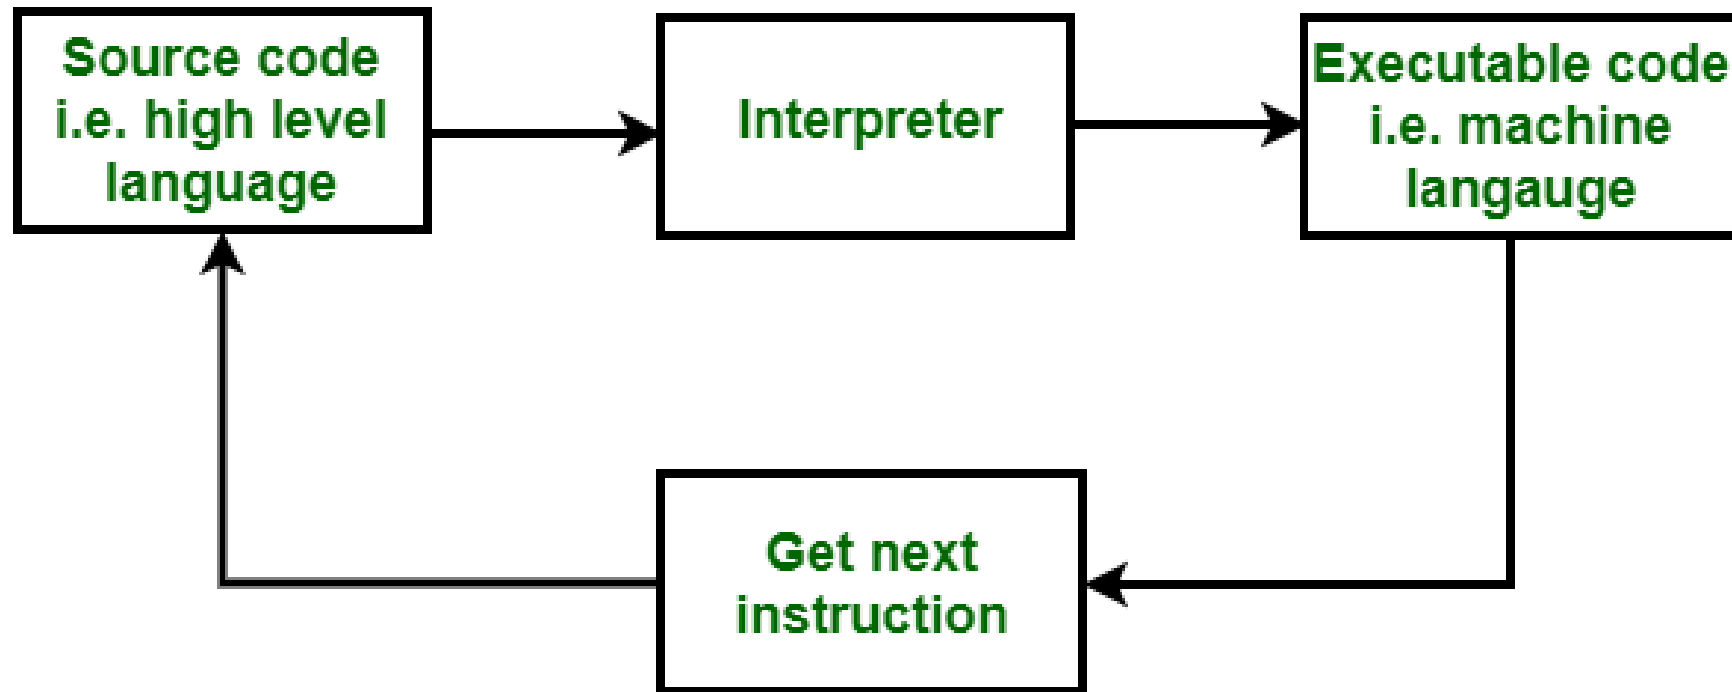 Source code
i.e. high level
language
Interpreter
Executable code
i.e. machine
langauge
Get next
instruction